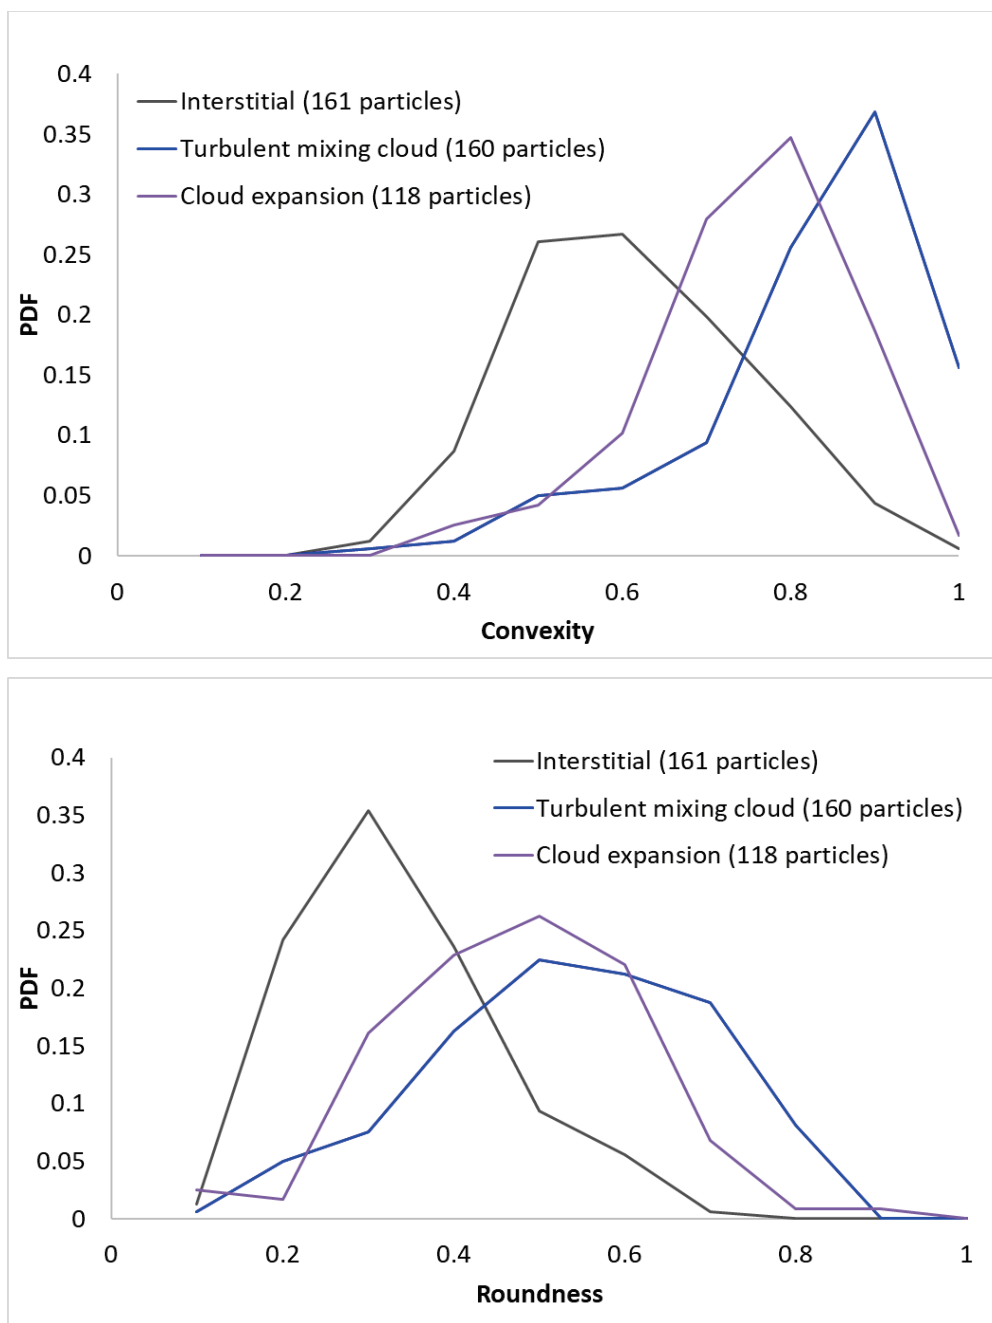 0.4
Interstitial (161 particles)
0.35
Turbulent mixing cloud (160 particles)
0.3
Cloud expansion (118 particles)
0.25
0.2
0.15
0.1
0.05
0
PDF
0 0.2 0.4 0.6 0.8 1
Convexity
0.4
Interstitial (161 particles)
0.35
Turbulent mixing cloud (160 particles)
0.3
Cloud expansion (118 particles)
0.25
0.2
0.15
0.1
0.05
0
PDF
0 0.2 0.4 0.6 0.8 1
Roundness